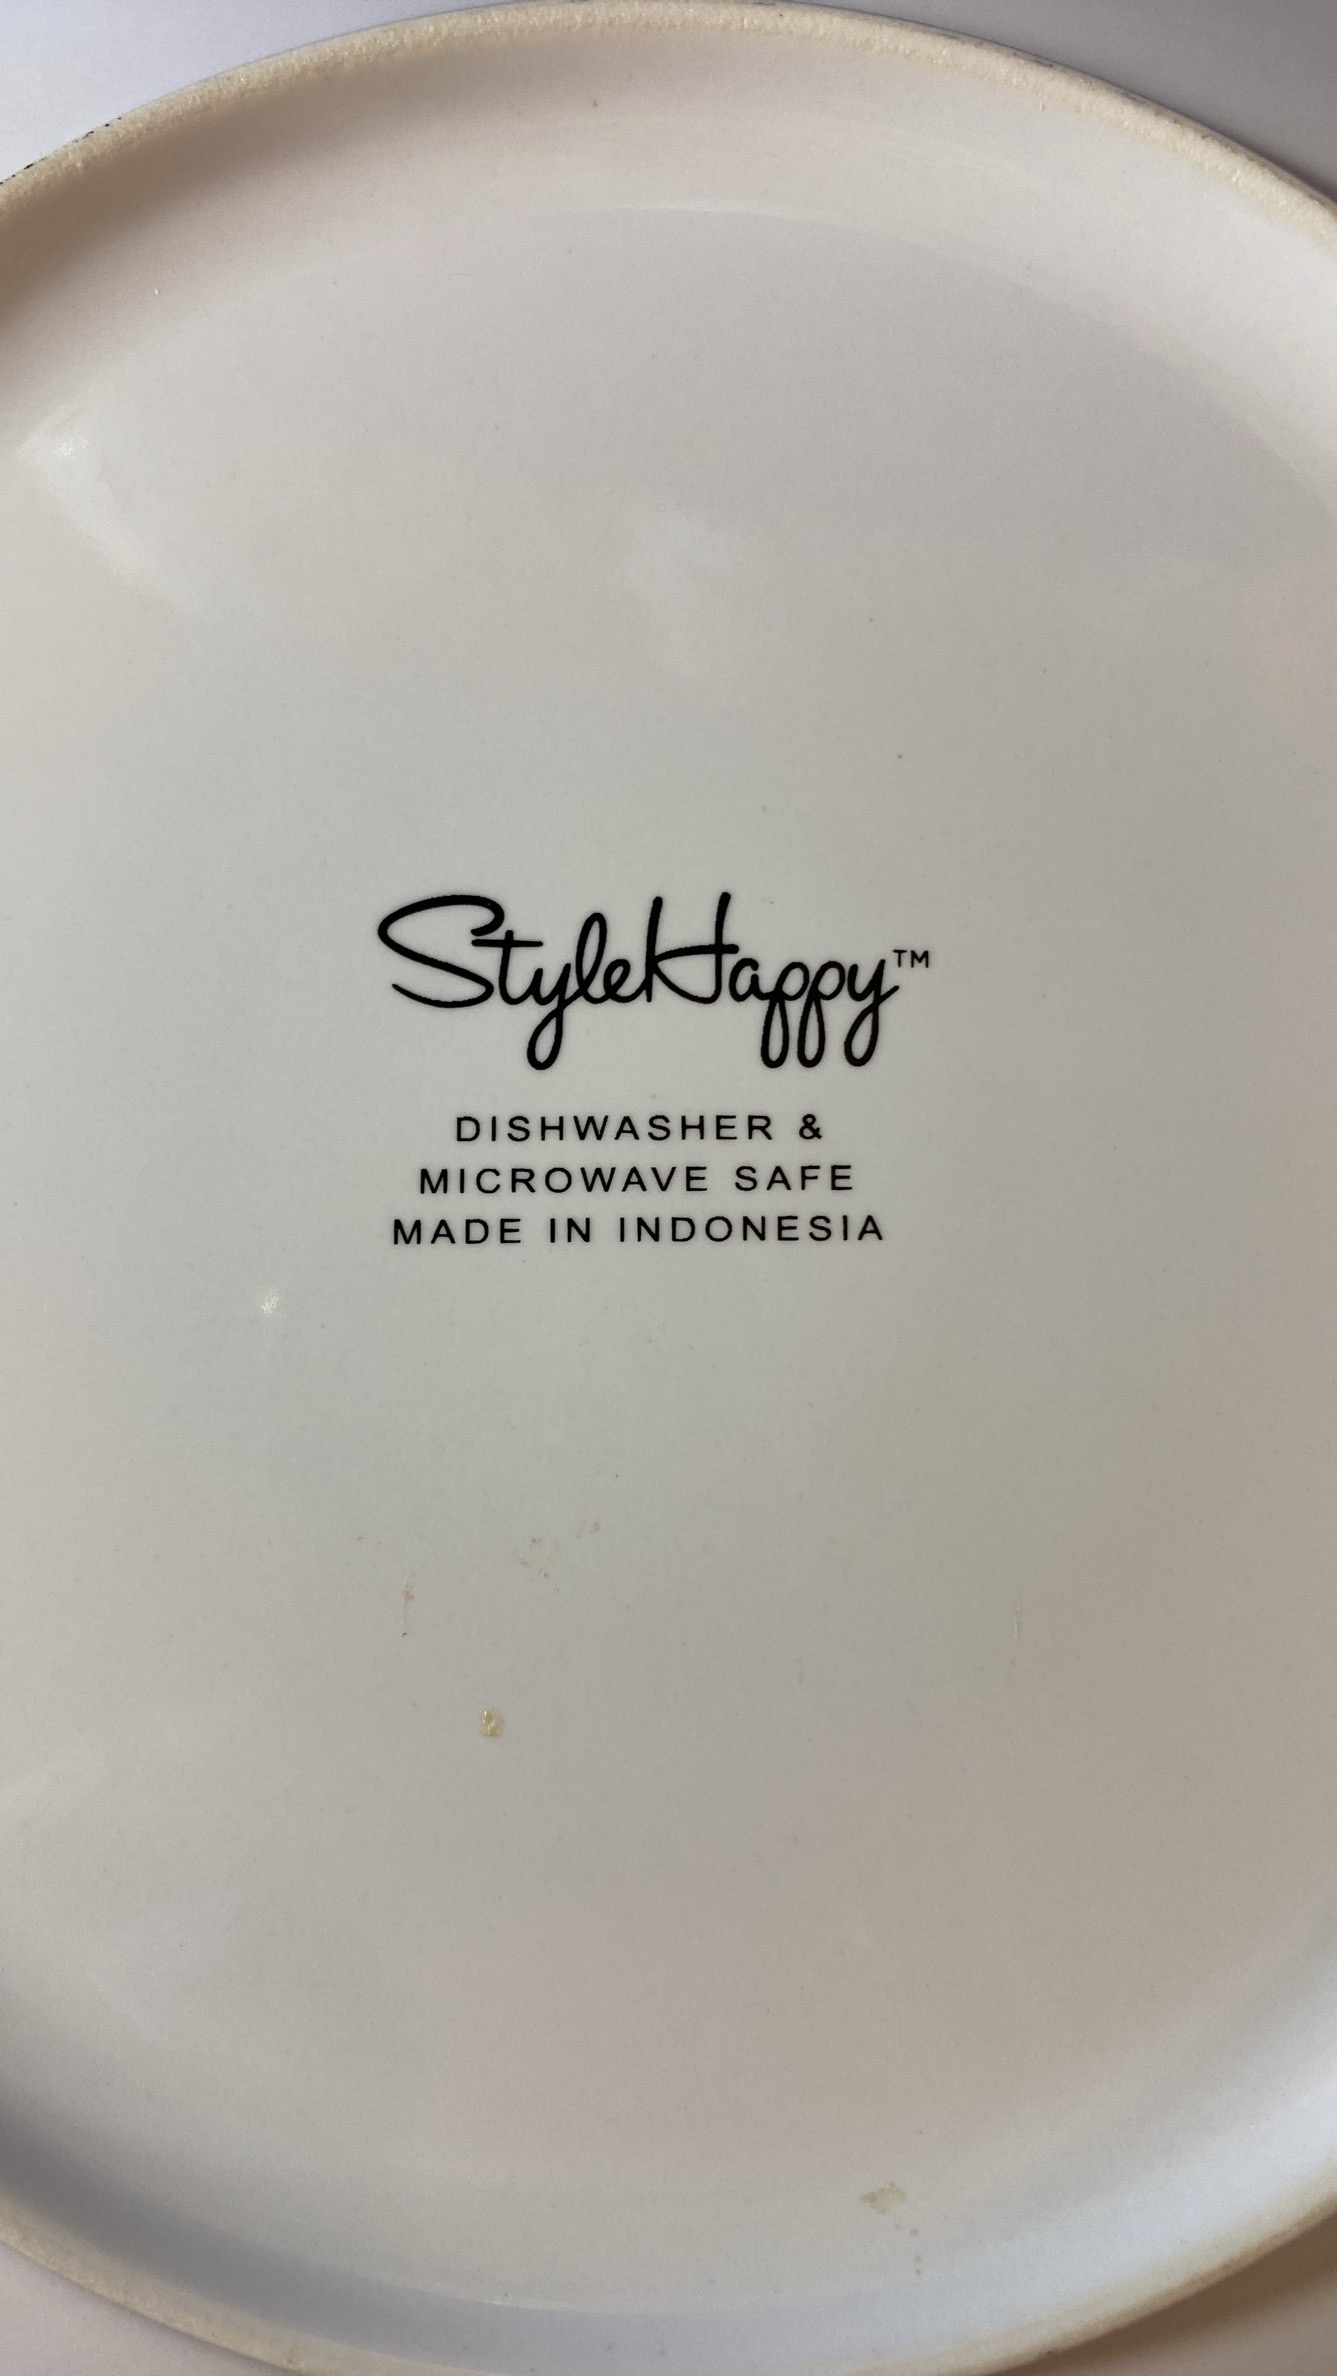 StyleHappy™
DISHWASHER &
MICROWAVE SAFE
MADE IN INDONESIA